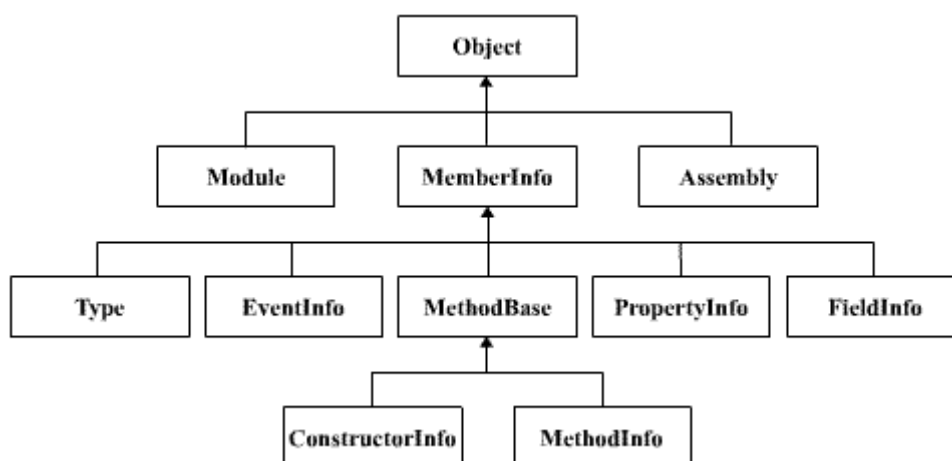 Object
Module
MemberInfo
Assembly
Type
EventInfo
MethodBase
PropertyInfo
FieldInfo
ConstructorInfo
MethodInfo